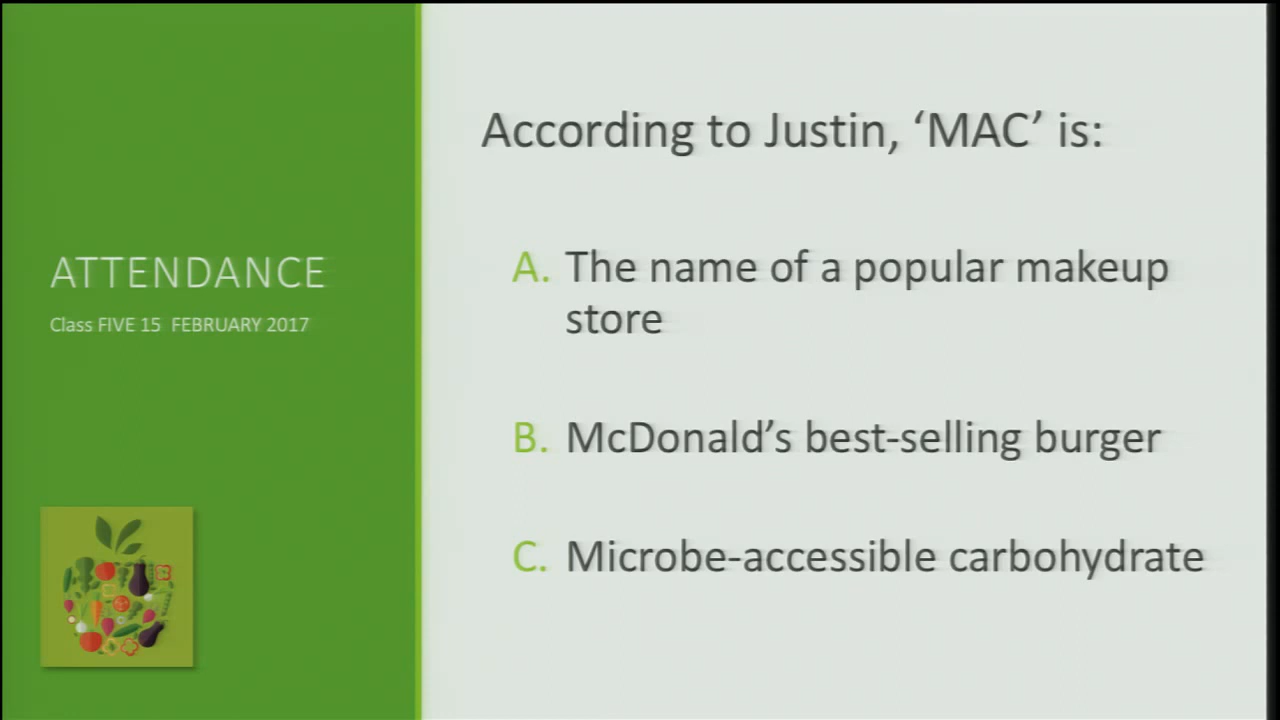 ATTENDANCE
Class FIVE 15 FEBRUARY 2017
According to Justin, ‘MAC’ is:
A. The name of a popular makeup
store
B. McDonald’s best-selling burger
C. Microbe-accessible carbohydrate